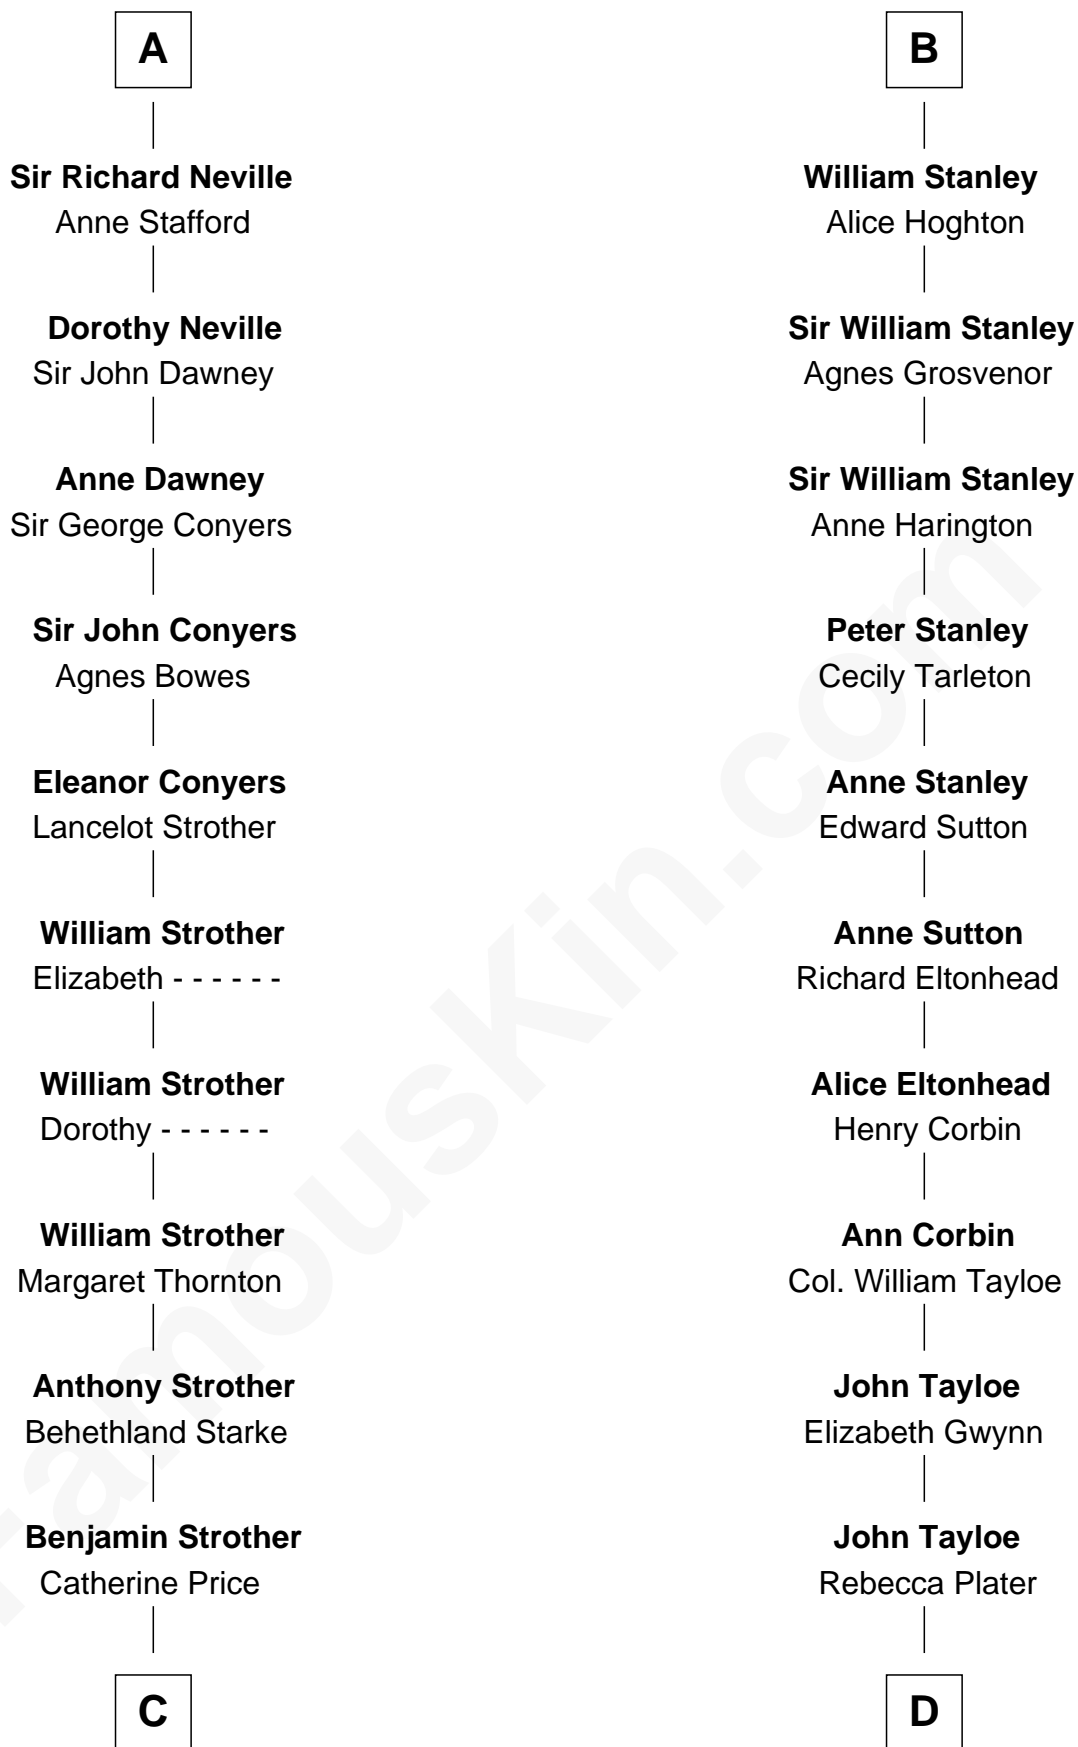 A
Sir Richard Neville
Anne Stafford
Dorothy Neville
Sir John Dawney
Anne Dawney
Sir George Conyers
Sir John Conyers
Agnes Bowes
Eleanor Conyers
Lancelot Strother
William Strother
Elizabeth - - - - - -
William Strother
Dorothy - - - - - -
William Strother
Margaret Thornton
Anthony Strother
Behethland Starke
Benjamin Strother
Catherine Price
C
B
William Stanley
Alice Hoghton
Sir William Stanley
Agnes Grosvenor
Sir William Stanley
Anne Harington
Peter Stanley
Cecily Tarleton
Anne Stanley
Edward Sutton
Anne Sutton
Richard Eltonhead
Alice Eltonhead
Henry Corbin
Ann Corbin
Col. William Tayloe
John Tayloe
Elizabeth Gwynn
John Tayloe
Rebecca Plater
D
FamousKin.com